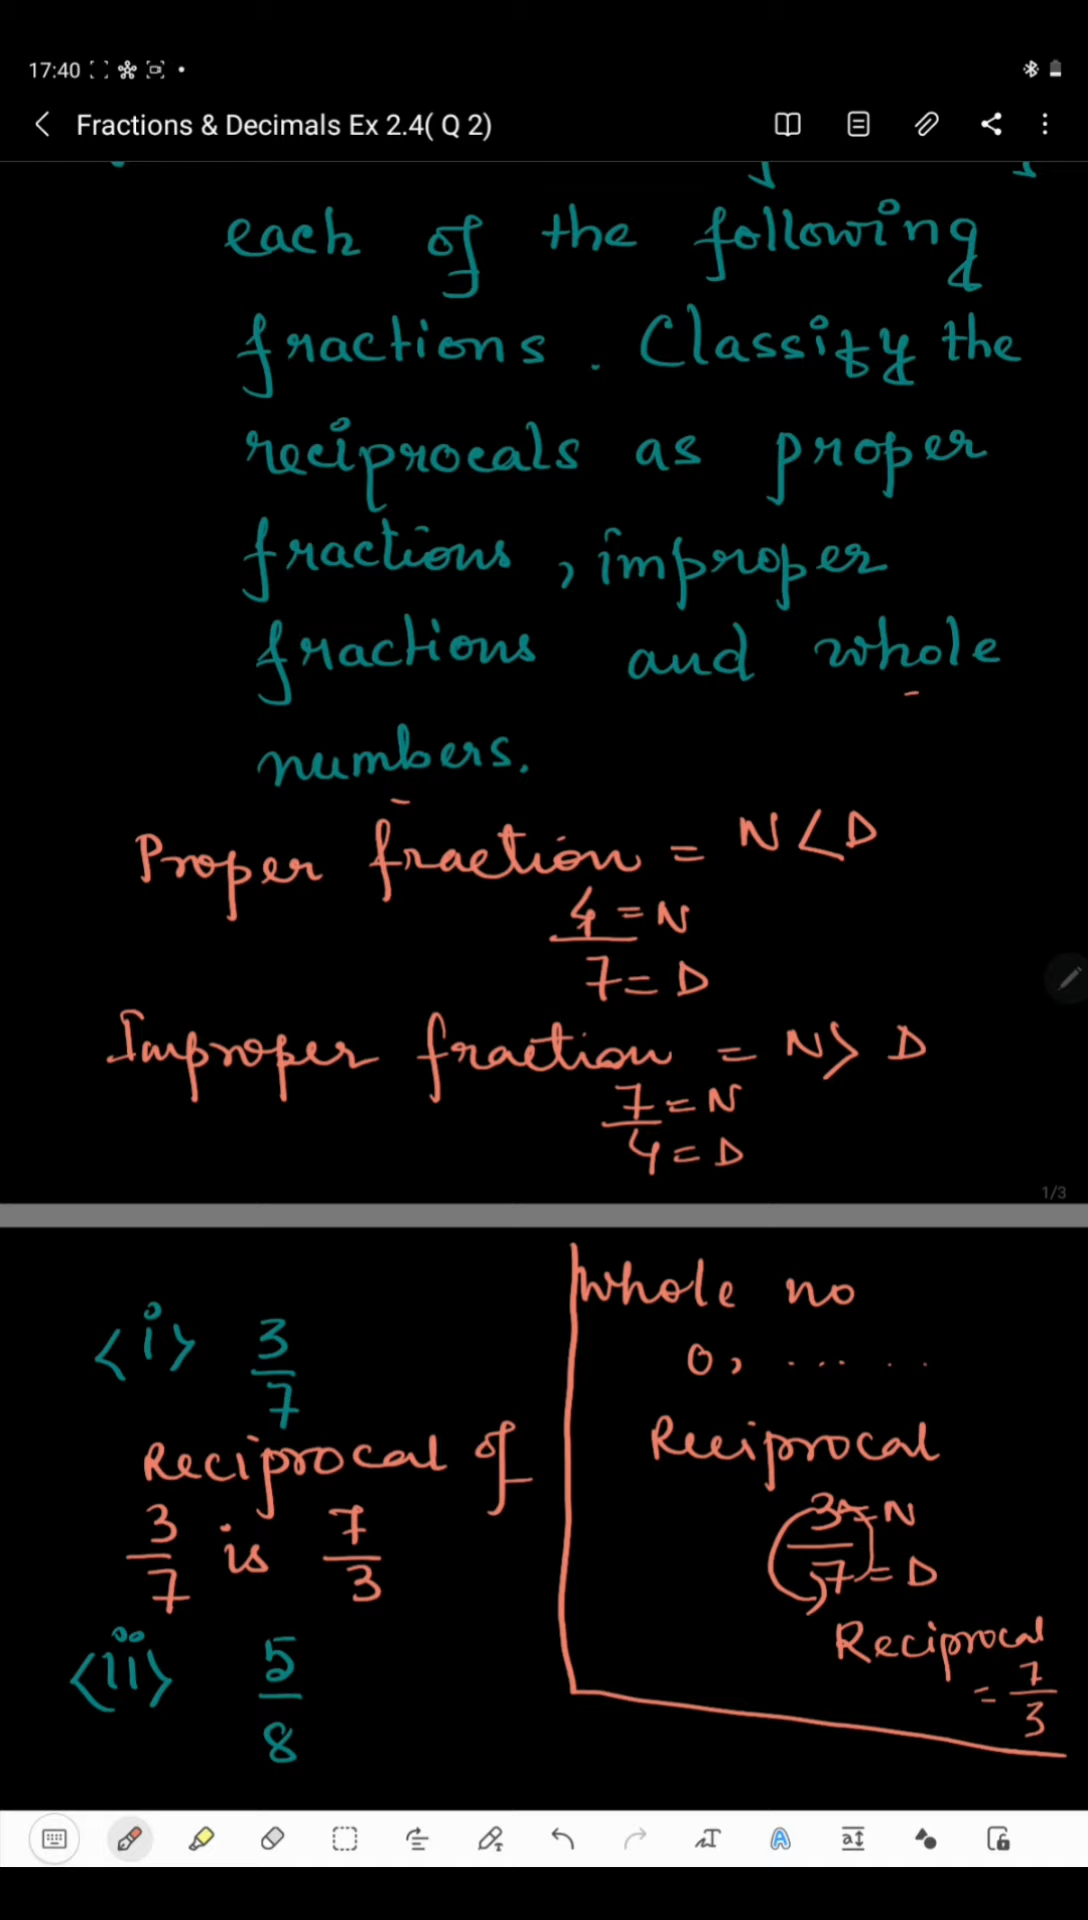 17:40
Fractions & Decimals Ex 2.4( Q 2)
each of the following
fractions. Classify the
reciprocals as proper
fractions, improper
fractions and whole
numbers.
Proper fraction = N < D
4 = N
7 = D
Improper fraction = N > D
7 = N
4 = D
1/3
<i> 3/7
Reciprocal of
3/7 is 7/3
<ii> 5/8
Whole no
0, .....
Reciprocal
3 = N
7 = D
Reciprocal
= 7/3